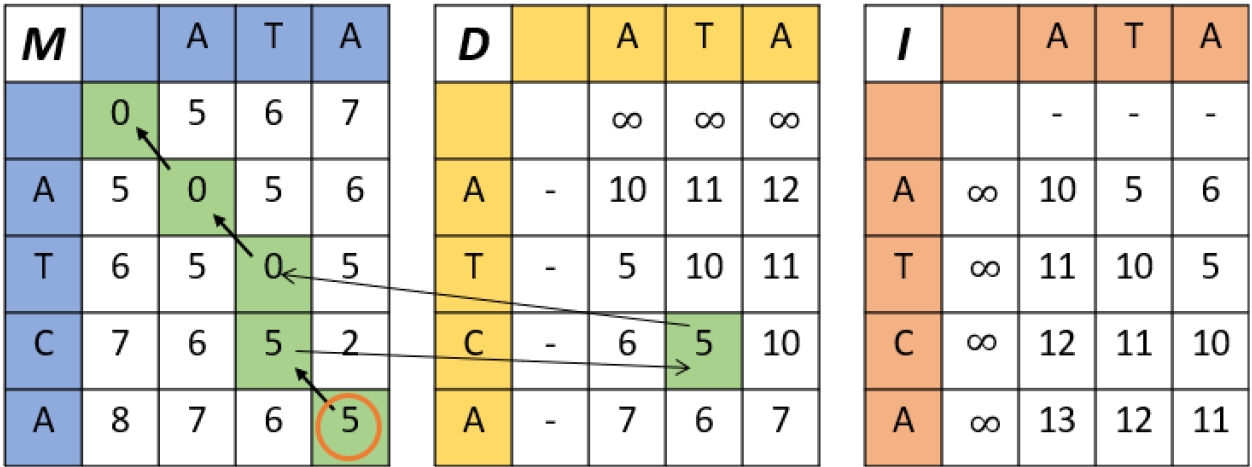 M A T A D A T A I A T A
0 5 6 7 ∞ ∞ ∞ - - -
A 5 0 5 6 A - 10 11 12 A ∞ 10 5 6
T 6 5 0 5 T - 5 10 11 T ∞ 11 10 5
C 7 6 5 2 C - 6 5 10 C ∞ 12 11 10
A 8 7 6 5 A - 7 6 7 A ∞ 13 12 11